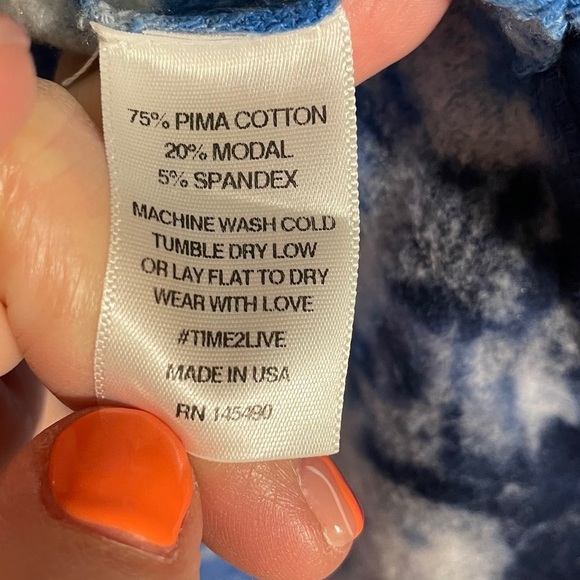 75% PIMA COTTON
20% MODAL
5% SPANDEX
MACHINE WASH COLD
TUMBLE DRY LOW
OR LAY FLAT TO DRY
WEAR WITH LOVE
#TIME2LIVE
MADE IN USA
RN 145490